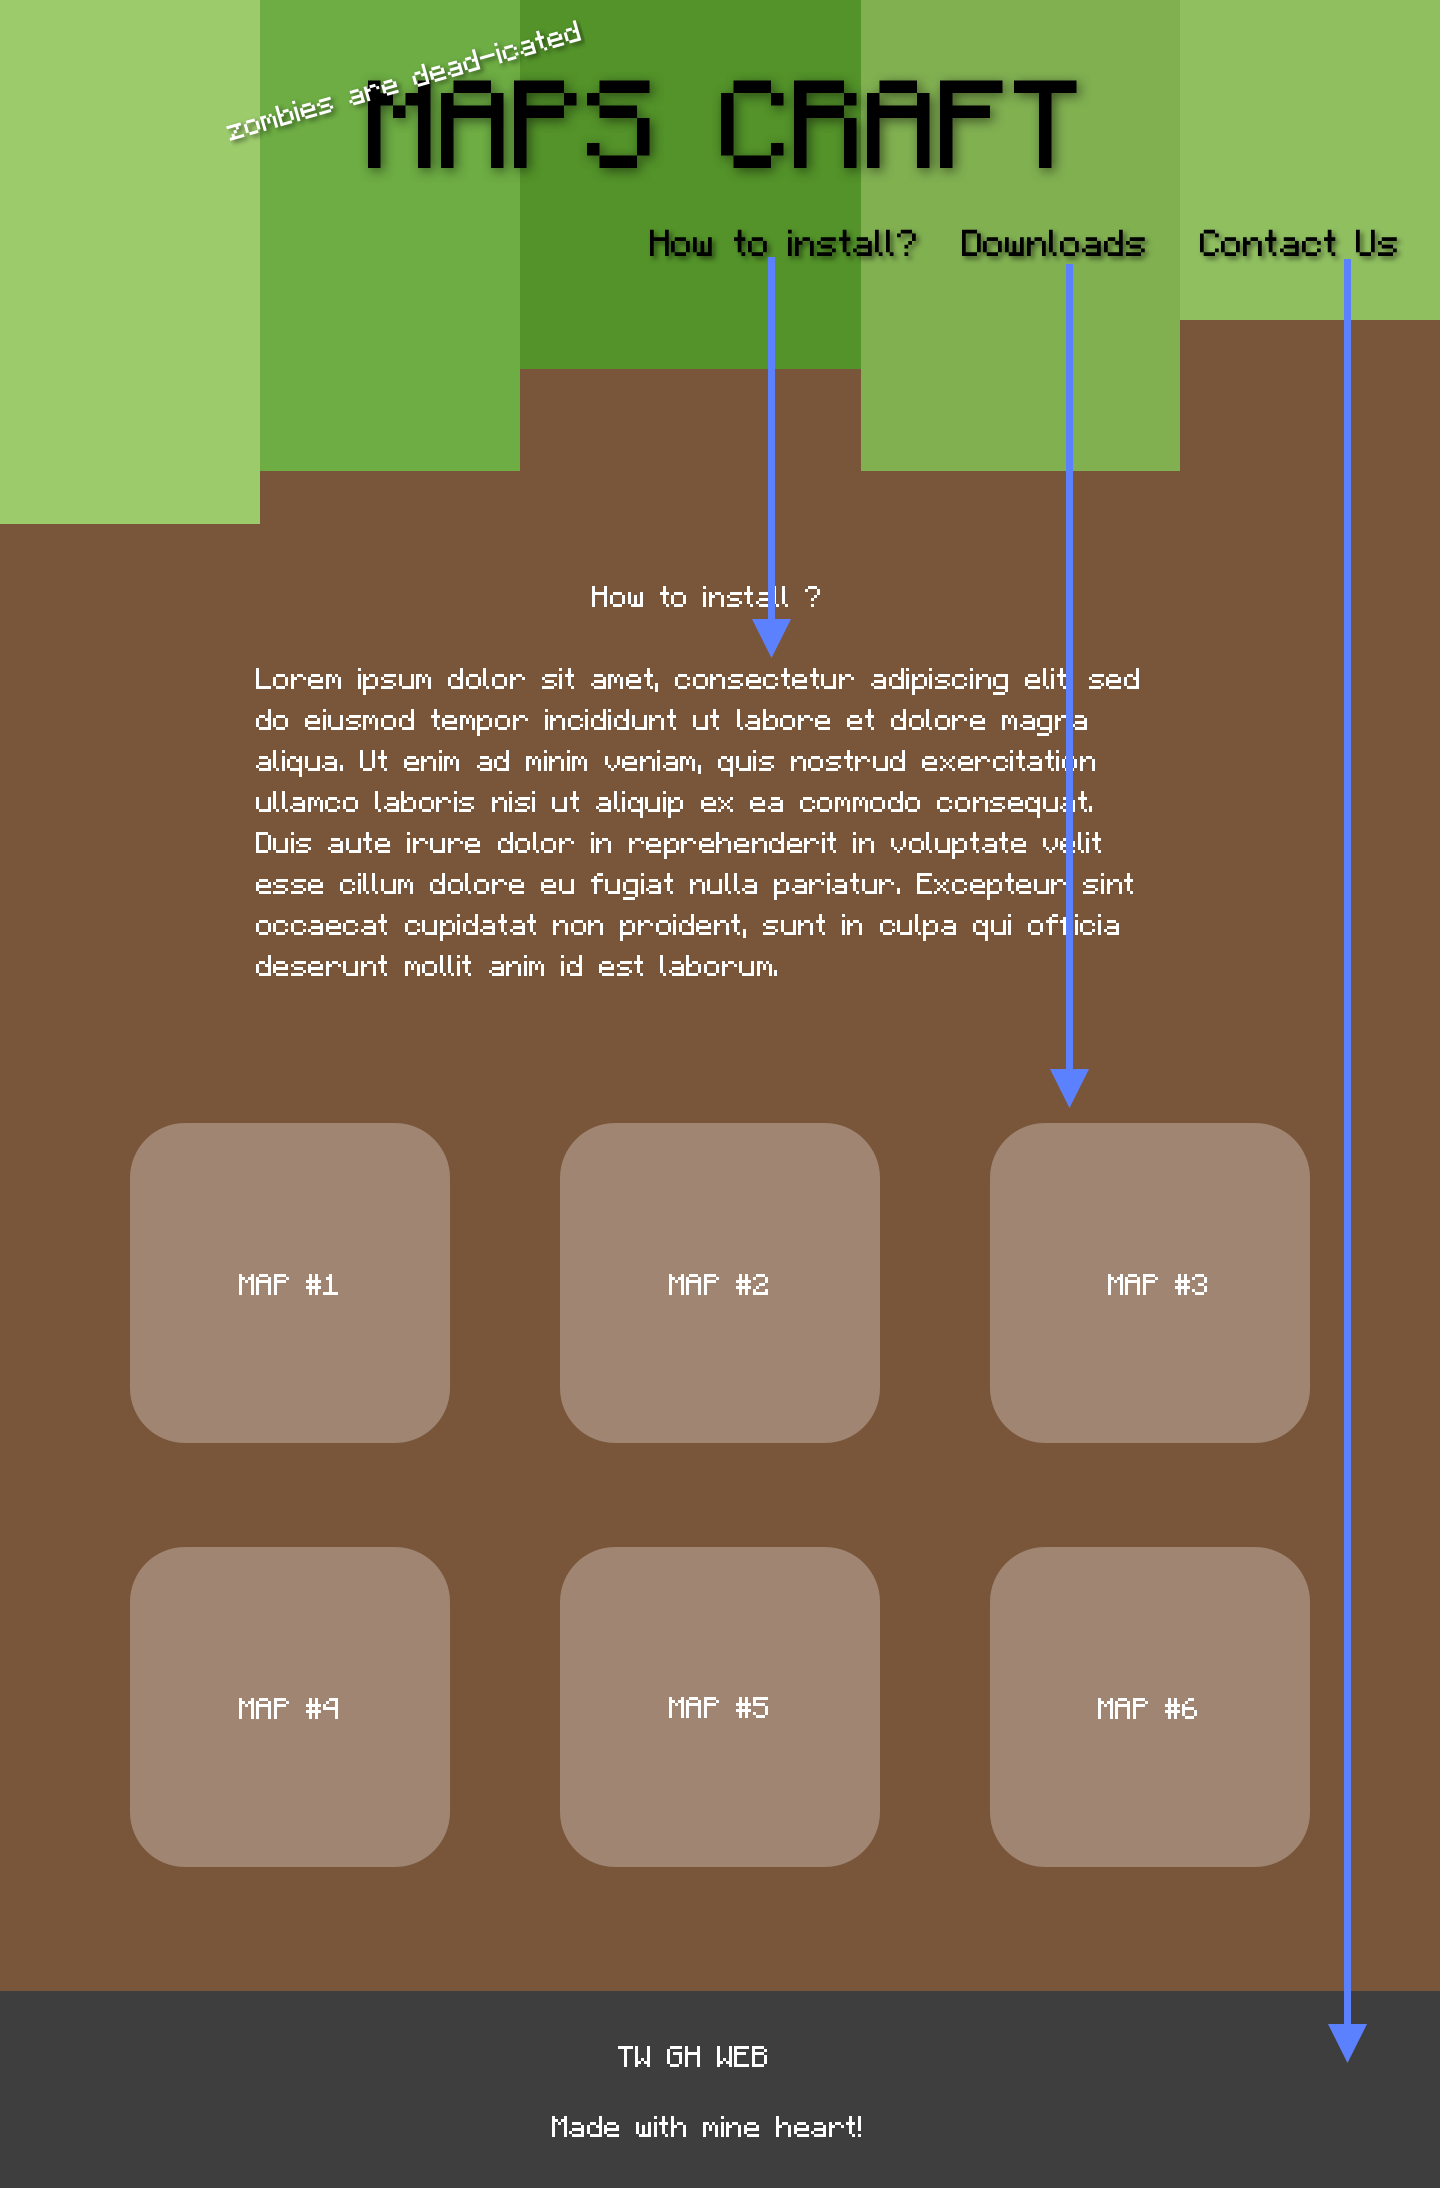 zombies are dead-icated
MAPS CRAFT
How to install? Downloads Contact Us
How to install ?
Lorem ipsum dolor sit amet, consectetur adipiscing elit, sed
do eiusmod tempor incididunt ut labore et dolore magna
aliqua. Ut enim ad minim veniam, quis nostrud exercitation
ullamco laboris nisi ut aliquip ex ea commodo consequat.
Duis aute irure dolor in reprehenderit in voluptate velit
esse cillum dolore eu fugiat nulla pariatur. Excepteur sint
occaecat cupidatat non proident, sunt in culpa qui officia
deserunt mollit anim id est laborum.
MAP #1 MAP #2 MAP #3
MAP #4 MAP #5 MAP #6
TW GH WEB
Made with mine heart!